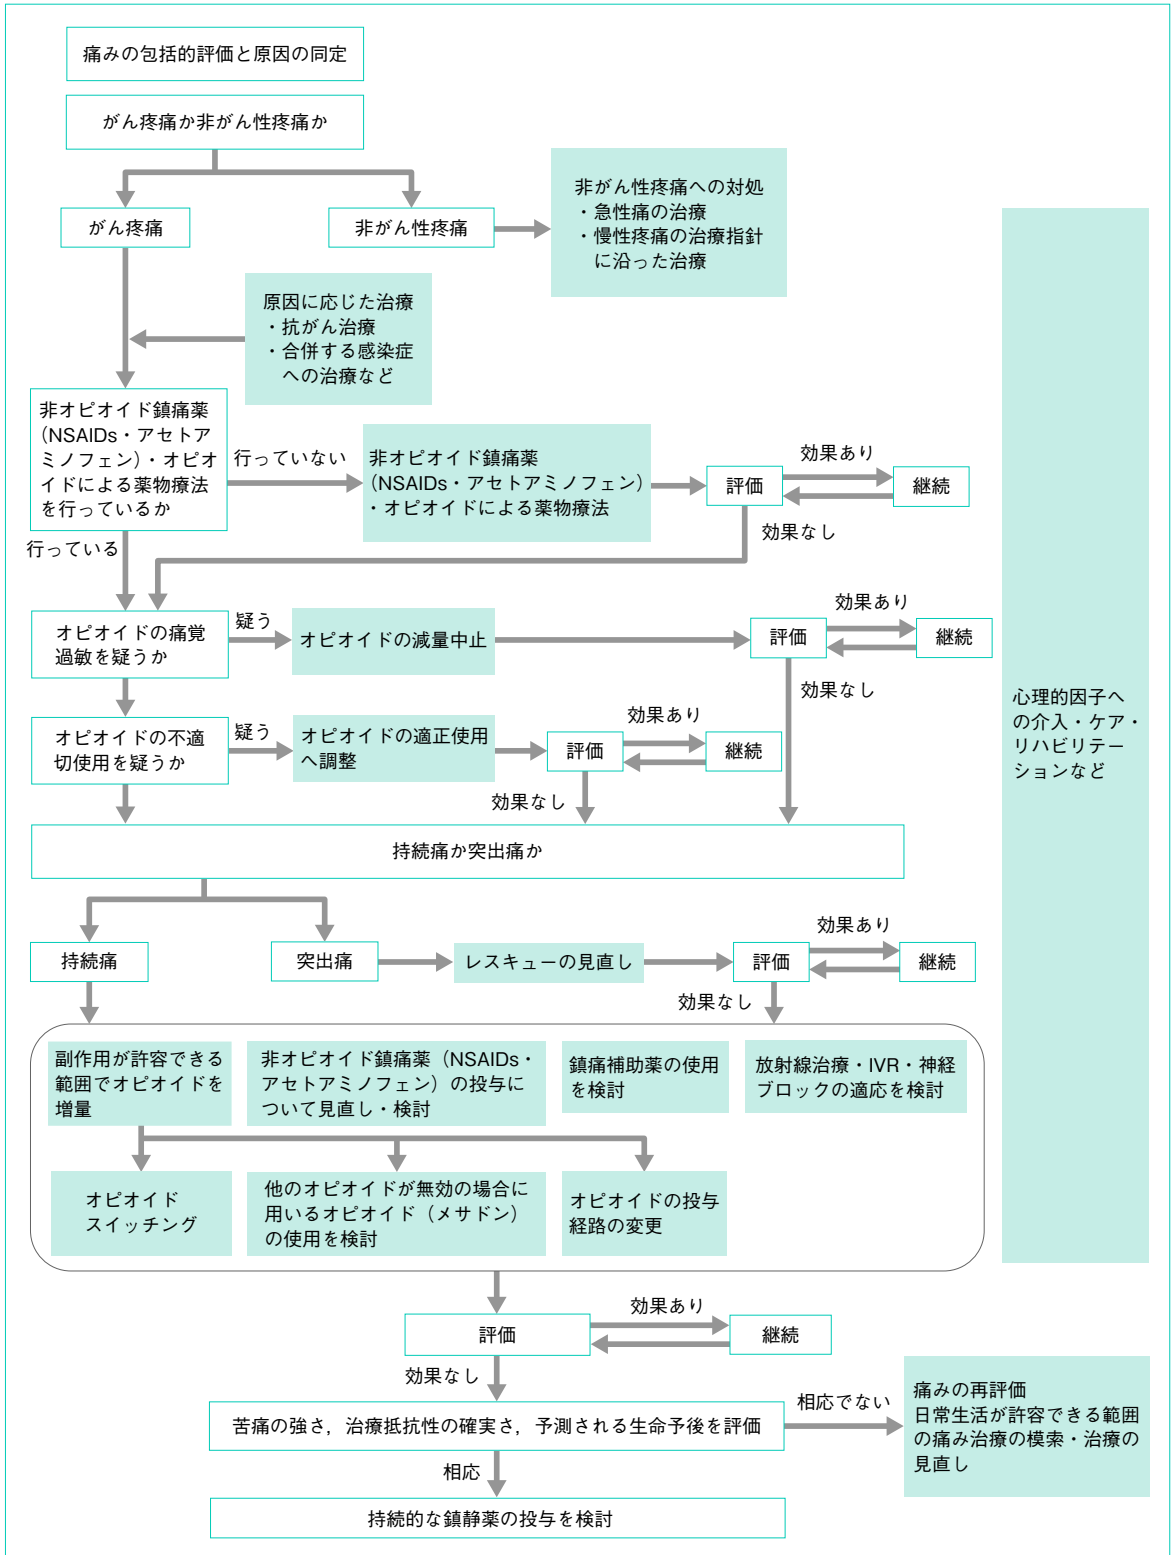 痛みの包括的評価と原因の同定
がん疼痛か非がん性疼痛か
がん疼痛
非がん性疼痛
非がん性疼痛への対処
・急性痛の治療
・慢性疼痛の治療指針
に沿った治療
原因に応じた治療
・抗がん治療
・合併する感染症
への治療など
非オピオイド鎮痛薬
（NSAIDs・アセトア
ミノフェン）・オピ
オイドによる薬物療法
を行っているか
行っていない
非オピオイド鎮痛薬
（NSAIDs・アセトアミノフェン）
・オピオイドによる薬物療法
評価
効果あり
継続
効果なし
行っている
オピオイドの痛覚
過敏を疑うか
疑う
オピオイドの減量中止
評価
効果あり
継続
効果なし
オピオイドの不適
切使用を疑うか
疑う
オピオイドの適正使用
へ調整
評価
効果あり
継続
効果なし
心理的因子へ
の介入・ケア・
リハビリテー
ションなど
持続痛か突出痛か
持続痛
突出痛
レスキューの見直し
評価
効果あり
継続
効果なし
副作用が許容できる
範囲でオピオイドを
増量
非オピオイド鎮痛薬（NSAIDs・
アセトアミノフェン）の投与に
ついて見直し・検討
鎮痛補助薬の使用
を検討
放射線治療・IVR・神経
ブロックの適応を検討
オピオイド
スイッチング
他のオピオイドが無効の場合に
用いるオピオイド（メサドン）
の使用を検討
オピオイドの投与
経路の変更
評価
効果あり
継続
効果なし
苦痛の強さ，治療抵抗性の確実さ，予測される生命予後を評価
相応でない
痛みの再評価
日常生活が許容できる範囲
の痛み治療の模索・治療の
見直し
相応
持続的な鎮静薬の投与を検討